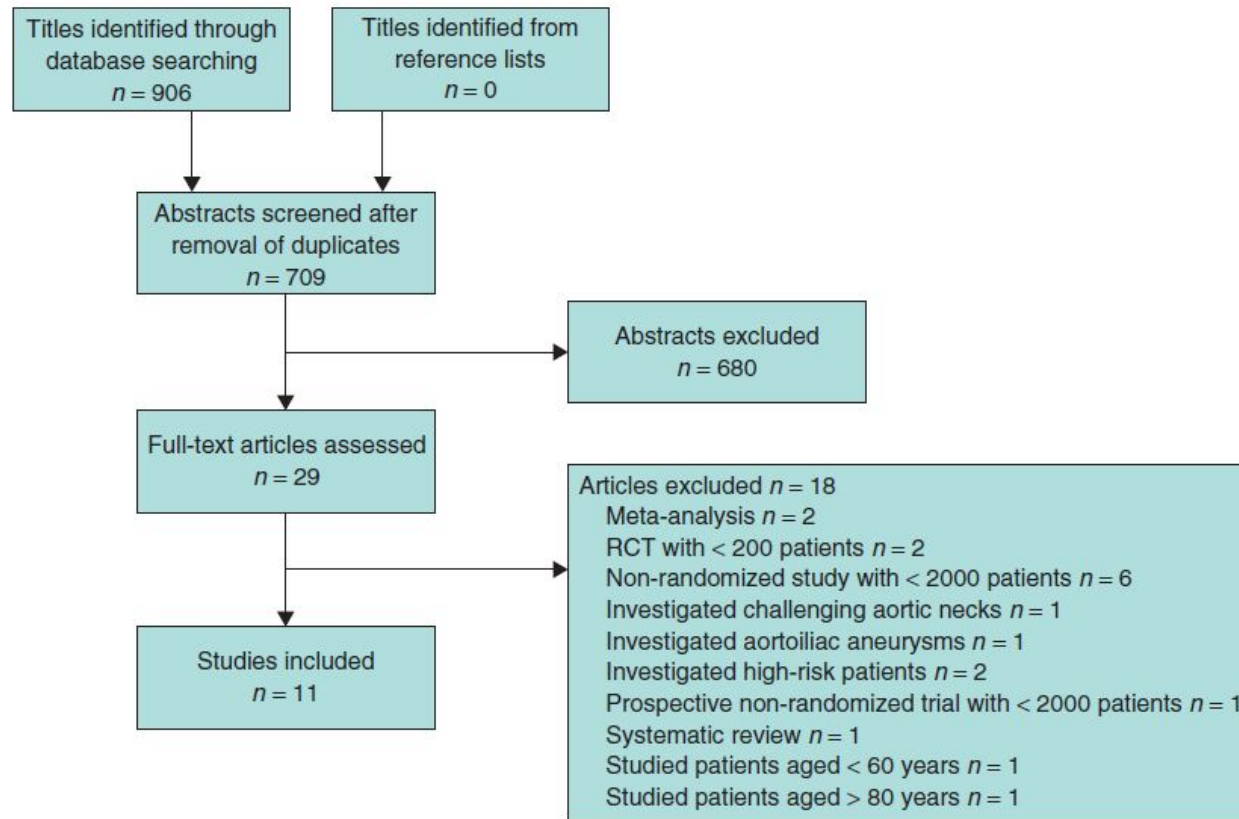 Titles identified through
database searching
n = 906
Titles identified from
reference lists
n = 0
Abstracts screened after
removal of duplicates
n = 709
Abstracts excluded
n = 680
Full-text articles assessed
n = 29
Articles excluded n = 18
Meta-analysis n = 2
RCT with < 200 patients n = 2
Non-randomized study with < 2000 patients n = 6
Investigated challenging aortic necks n = 1
Investigated aortoiliac aneurysms n = 1
Investigated high-risk patients n = 2
Prospective non-randomized trial with < 2000 patients n = 1
Systematic review n = 1
Studied patients aged < 60 years n = 1
Studied patients aged > 80 years n = 1
Studies included
n = 11